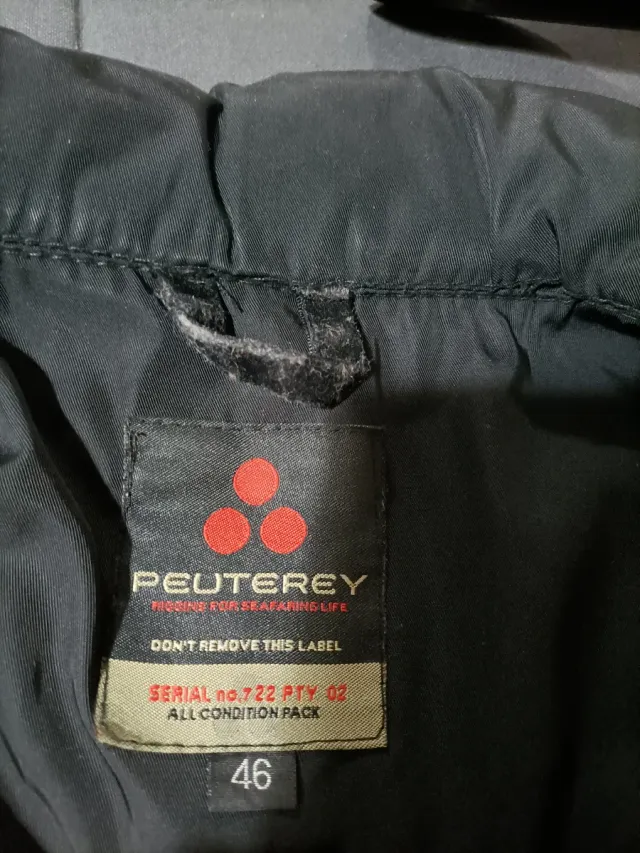 PEUTEREY
RIGGING FOR SEAFARING LIFE
DON'T REMOVE THIS LABEL
SERIAL no.722 PTY 02
ALL CONDITION PACK
46